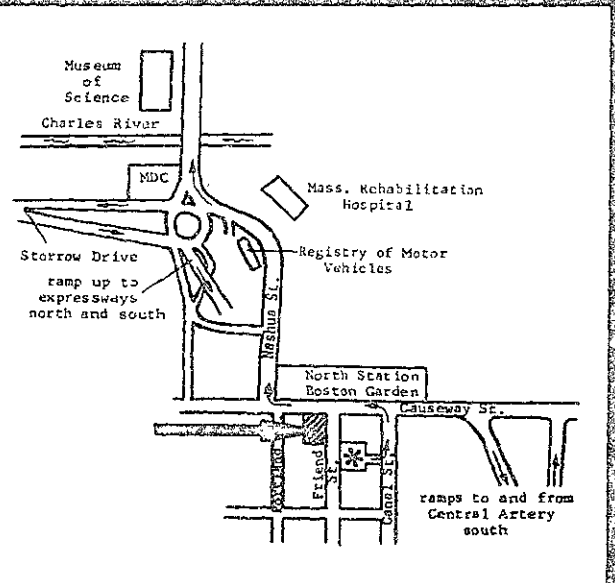 Museum
of
Science
Charles River
MDC
Mass. Rehabilitation
Hospital
Storrow Drive
Registry of Motor
Vehicles
ramp up to
expressways
north and south
Nashua St.
North Station
Boston Garden
Causeway St.
Portland
Friend
St.
Canal St.
ramps to and from
Central Artery
south